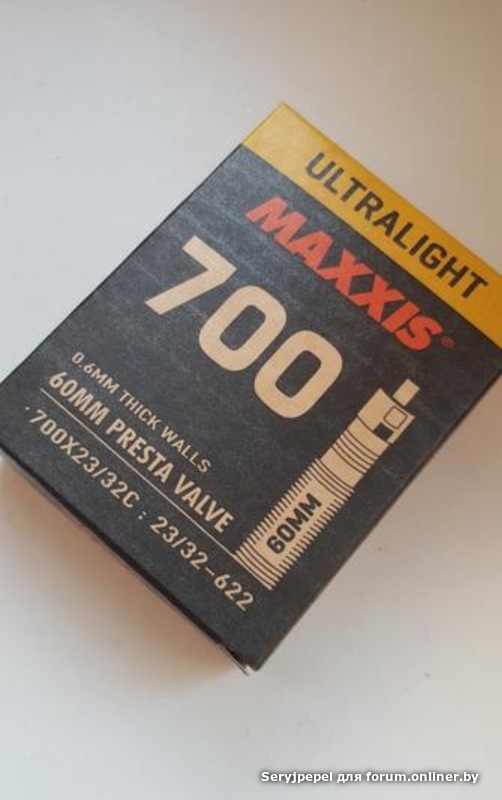 ULTRALIGHT
MAXXIS®
700
0.6MM THICK WALLS
60MM PRESTA VALVE
700X23/32C : 23/32-622
60MM
Seryjpepel для forum.onliner.by